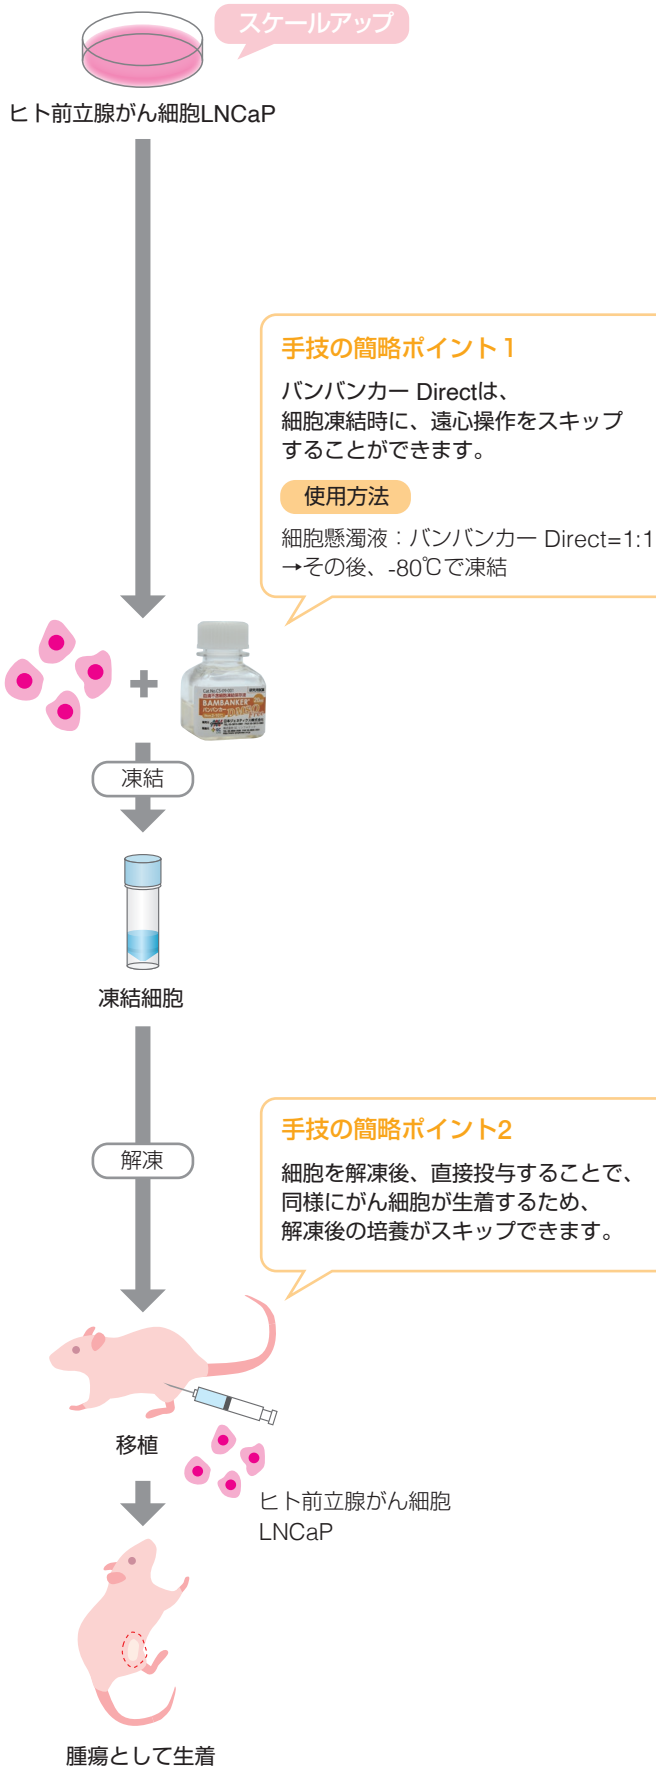 スケールアップ
ヒト前立腺がん細胞LNCaP
手技の簡略ポイント1
バンバンカー Directは、
細胞凍結時に、遠心操作をスキップ
することができます。
使用方法
細胞懸濁液：バンバンカー Direct=1:1
→その後、-80℃で凍結
+
BAMBANKER
バンバンカー
凍結
凍結細胞
解凍
手技の簡略ポイント2
細胞を解凍後、直接投与することで、
同様にがん細胞が生着するため、
解凍後の培養がスキップできます。
移植
ヒト前立腺がん細胞
LNCaP
腫瘍として生着